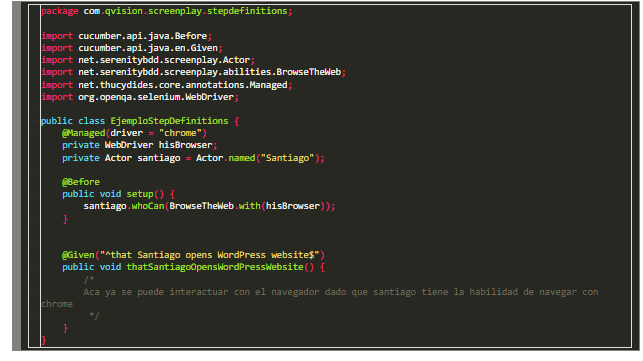 package com.qvision.screenplay.stepdefinitions;
import cucumber.api.java.Before;
import cucumber.api.java.en.Given;
import net.serenitybdd.screenplay.Actor;
import net.serenitybdd.screenplay.abilities.BrowseTheWeb;
import net.thucydides.core.annotations.Managed;
import org.openqa.selenium.WebDriver;
public class EjemploStepDefinitions {
@Managed(driver = "chrome")
private WebDriver hisBrowser;
private Actor santiago = Actor.named("Santiago");
@Before
public void setup() {
santiago.whoCan(BrowseTheWeb.with(hisBrowser));
}
@Given("^that Santiago opens WordPress website$")
public void thatSantiagoOpensWordPressWebsite() {
/*
Aca ya se puede interactuar con el navegador dado que santiago tiene la habilidad de navegar con
chrome
*/
}
}